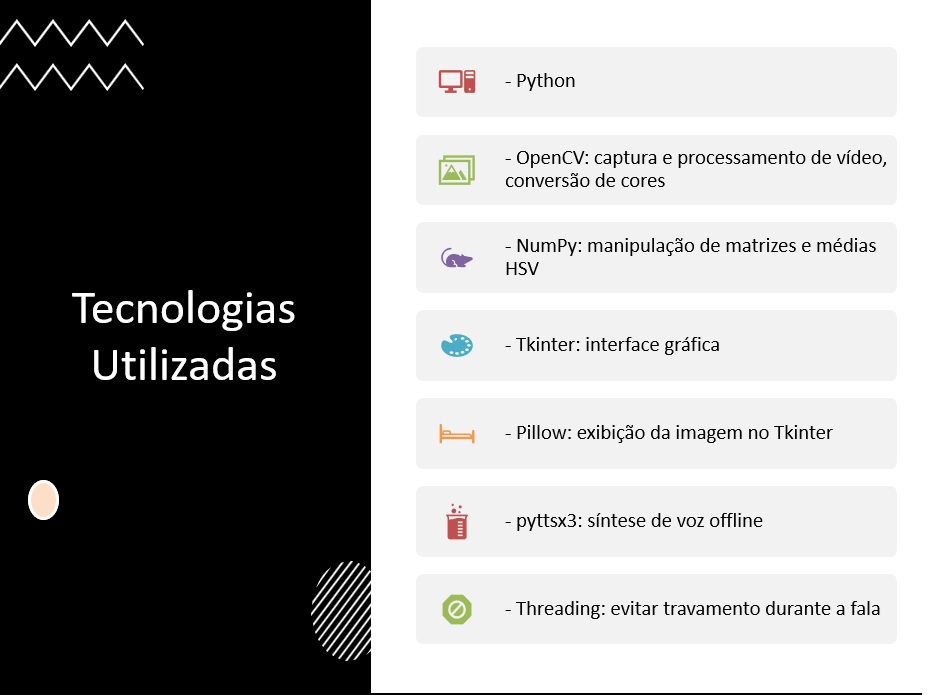 Tecnologias
Utilizadas
- Python
- OpenCV: captura e processamento de vídeo,
conversão de cores
- NumPy: manipulação de matrizes e médias
HSV
- Tkinter: interface gráfica
- Pillow: exibição da imagem no Tkinter
- pyttsx3: síntese de voz offline
- Threading: evitar travamento durante a fala